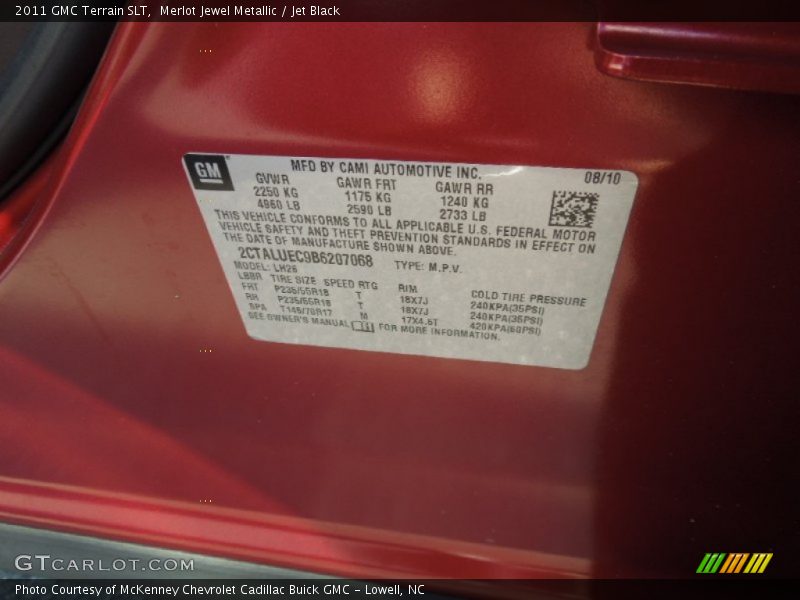 2011 GMC Terrain SLT, Merlot Jewel Metallic / Jet Black
GM
MFD BY CAMI AUTOMOTIVE INC. 08/10
GVWR GAWR FRT GAWR RR
2250 KG 1175 KG 1240 KG
4960 LB 2590 LB 2733 LB
THIS VEHICLE CONFORMS TO ALL APPLICABLE U.S. FEDERAL MOTOR
VEHICLE SAFETY AND THEFT PREVENTION STANDARDS IN EFFECT ON
THE DATE OF MANUFACTURE SHOWN ABOVE.
2CTALUEC9B6207068 TYPE: M.P.V.
MODEL: LH26
TIRE SIZE SPEED RTG RIM COLD TIRE PRESSURE
FRT P235/55R18 T 18X7J 240KPA(35PSI)
RR P235/55R18 T 18X7J 240KPA(35PSI)
SPA T145/70R17 M 17X4.5T 420KPA(60PSI)
SEE OWNER'S MANUAL FOR MORE INFORMATION.
GTCARLOT.COM
Photo Courtesy of McKenney Chevrolet Cadillac Buick GMC - Lowell, NC